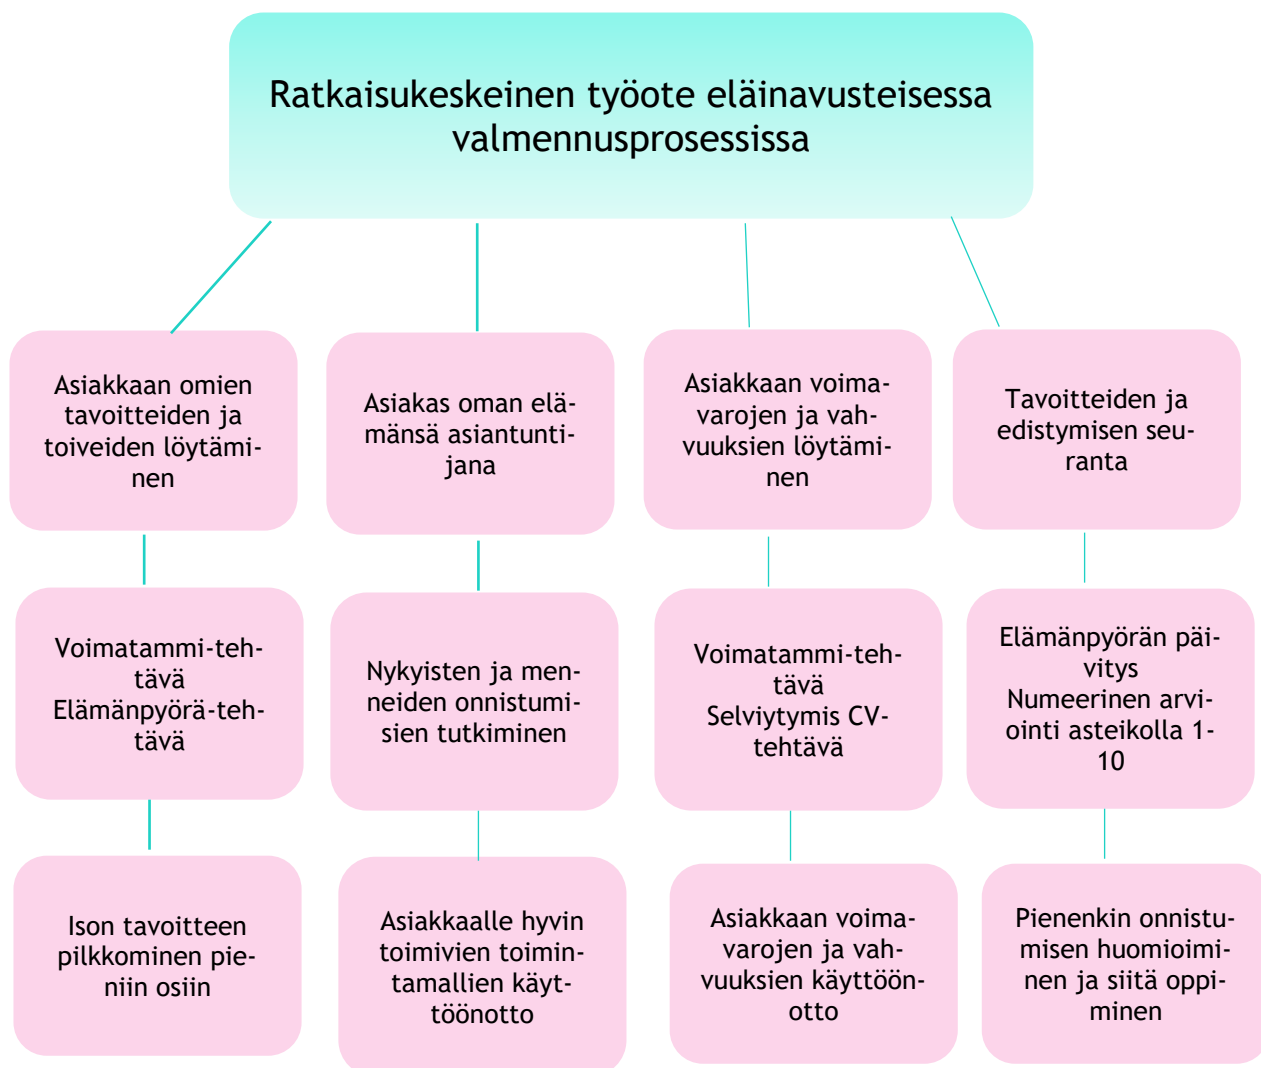 Ratkaisukeskeinen työote eläinavusteisessa
valmennusprosessissa
Asiakkaan omien
tavoitteiden ja
toiveiden löytämi-
nen
Asiakas oman elä-
mänsä asiantunti-
jana
Asiakkaan voima-
varojen ja vah-
vuuksien löytämi-
nen
Tavoitteiden ja
edistymisen seu-
ranta
Voimatammi-teh-
tävä
Elämänpyörä-teh-
tävä
Nykyisten ja men-
neiden onnistumi-
sien tutkiminen
Voimatammi-teh-
tävä
Selviytymis CV-
tehtävä
Elämänpyörän päi-
vitys
Numeerinen arvi-
ointi asteikolla 1-
10
Ison tavoitteen
pilkkominen pie-
niin osiin
Asiakkaalle hyvin
toimivien toimin-
tamallien käyt-
töönotto
Asiakkaan voima-
varojen ja vah-
vuuksien käyttöön-
otto
Pienenkin onnistu-
misen huomioimi-
nen ja siitä oppi-
minen